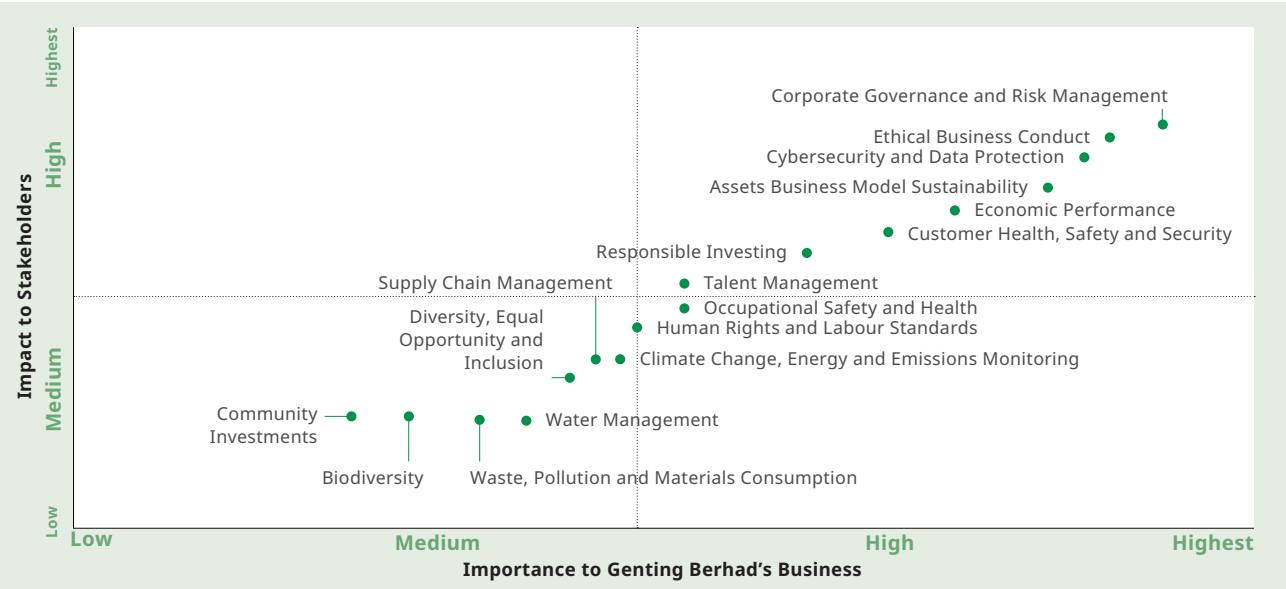 Highest
High
Medium
Low
Impact to Stakeholders
Corporate Governance and Risk Management
Ethical Business Conduct
Cybersecurity and Data Protection
Assets Business Model Sustainability
Economic Performance
Customer Health, Safety and Security
Responsible Investing
Supply Chain Management
Talent Management
Occupational Safety and Health
Diversity, Equal
Opportunity and
Inclusion
Human Rights and Labour Standards
Climate Change, Energy and Emissions Monitoring
Community
Investments
Water Management
Biodiversity
Waste, Pollution and Materials Consumption
Low
Medium
High
Highest
Importance to Genting Berhad’s Business